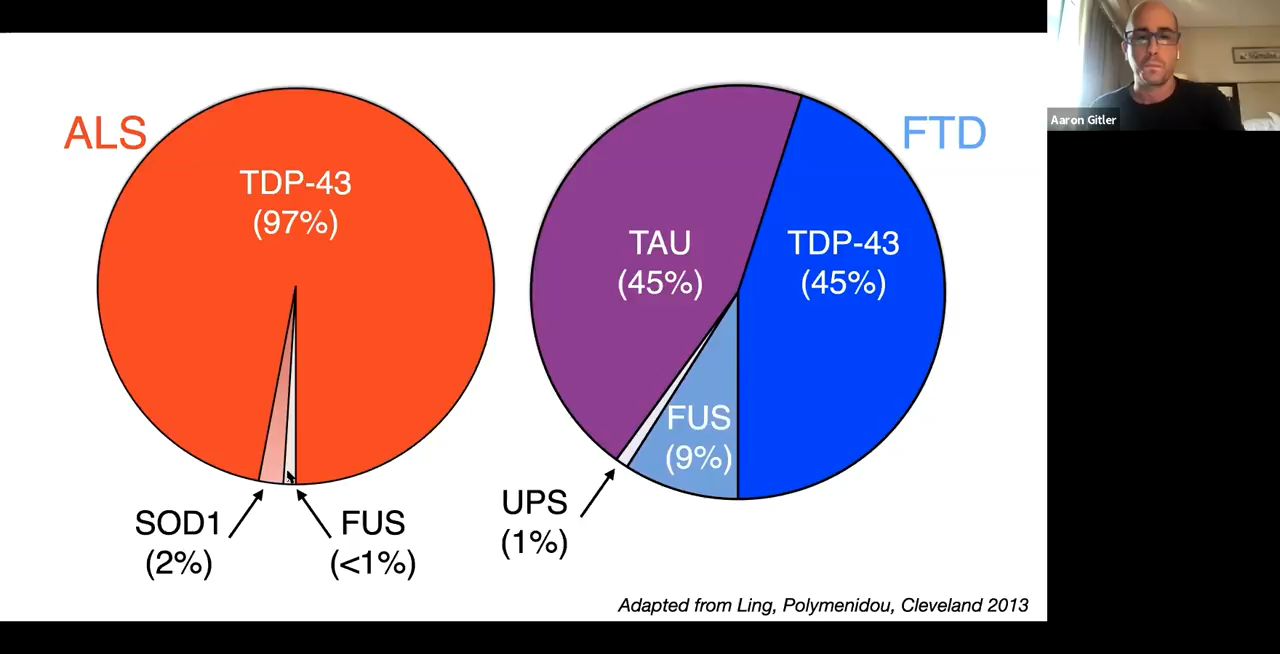 ALS
TDP-43
(97%)
SOD1
(2%)
FUS
(<1%)
FTD
TAU
(45%)
TDP-43
(45%)
FUS
(9%)
UPS
(1%)
Adapted from Ling, Polymenidou, Cleveland 2013
Aaron Gitler